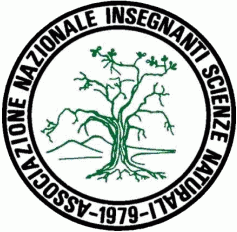 ASSOCIAZIONE NAZIONALE INSEGNANTI SCIENZE NATURALI
-1979-